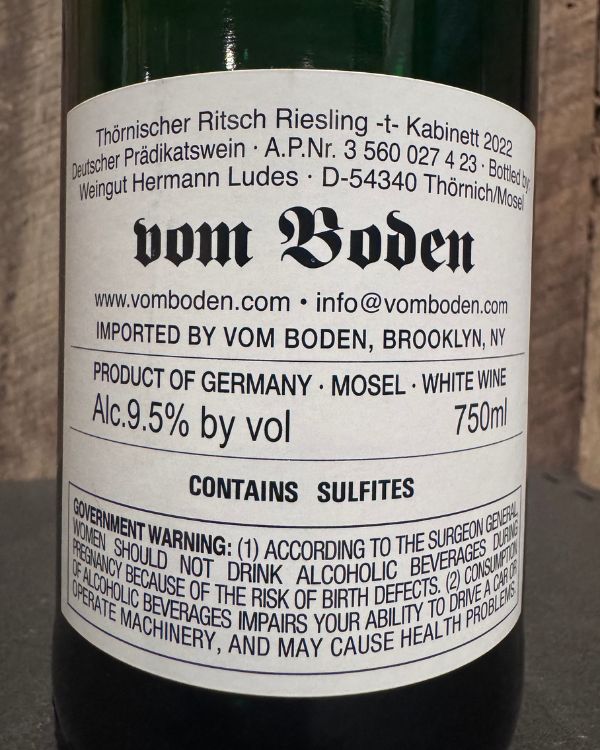 Thörnischer Ritsch Riesling -t- Kabinett 2022
Deutscher Prädikatswein · A.P.Nr. 3 560 027 4 23 · Bottled by:
Weingut Hermann Ludes · D-54340 Thörnich/Mosel
vom Boden
www.vomboden.com • info@vomboden.com
IMPORTED BY VOM BODEN, BROOKLYN, NY
PRODUCT OF GERMANY · MOSEL · WHITE WINE
Alc.9.5% by vol 750ml
CONTAINS SULFITES
GOVERNMENT WARNING: (1) ACCORDING TO THE SURGEON GENERAL
WOMEN SHOULD NOT DRINK ALCOHOLIC BEVERAGES DURING
PREGNANCY BECAUSE OF THE RISK OF BIRTH DEFECTS. (2) CONSUMPTION
OF ALCOHOLIC BEVERAGES IMPAIRS YOUR ABILITY TO DRIVE A CAR OR
OPERATE MACHINERY, AND MAY CAUSE HEALTH PROBLEMS.